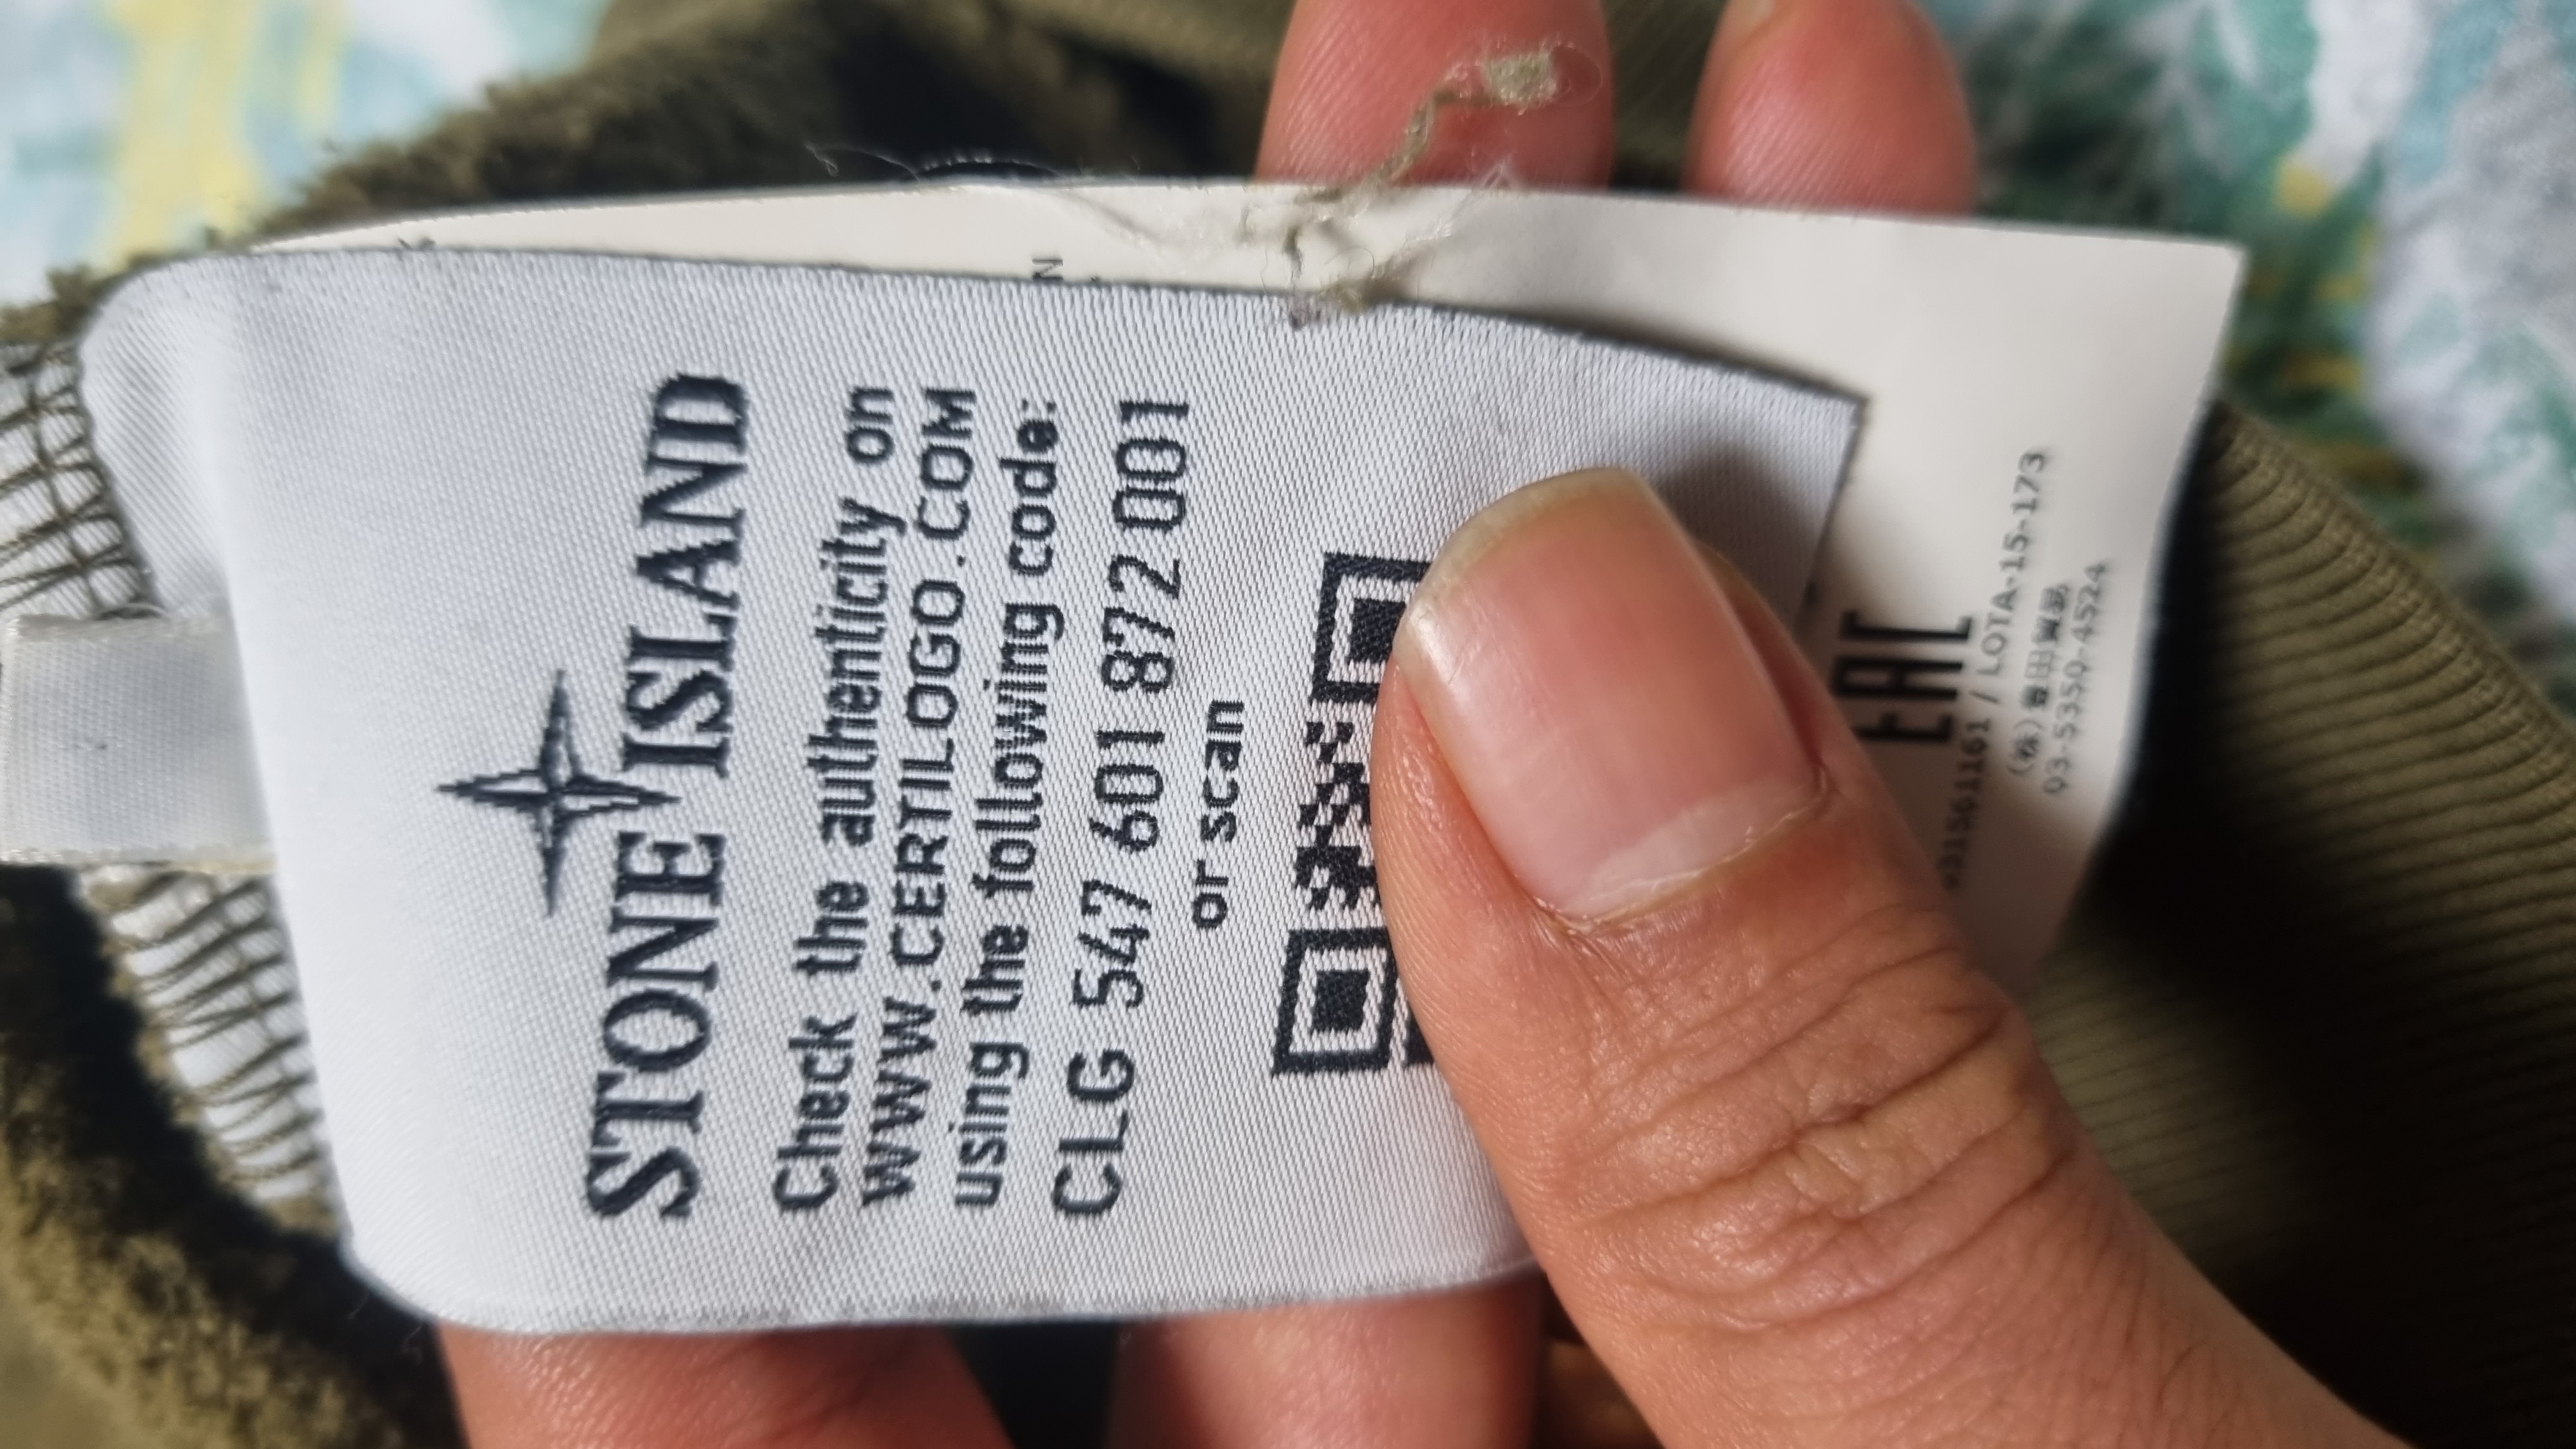 STONE ISLAND
Check the authenticity on
WWW.CERTILOGO.COM
using the following code:
CLG 547 601 872 001
or scan
N
EAC
/ LOTA-15-173
(株)
03-5350-4524